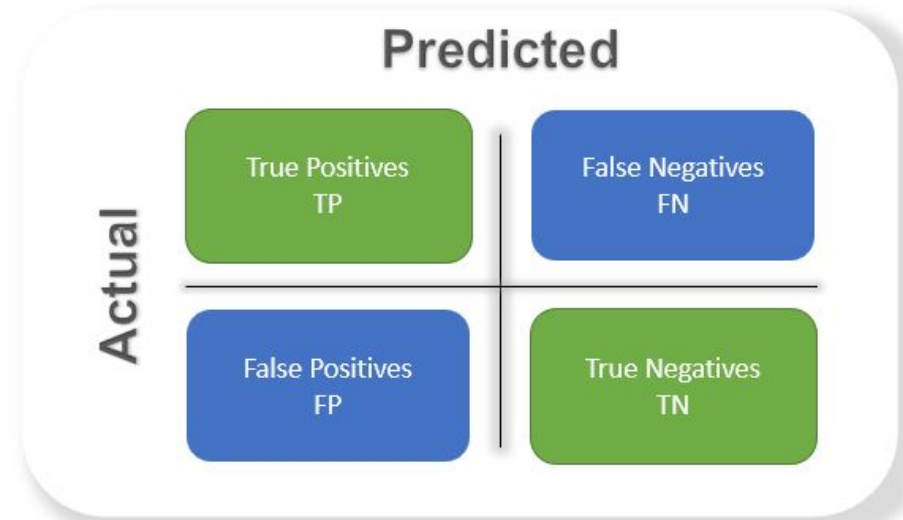 Predicted
Actual
True Positives
TP
False Negatives
FN
False Positives
FP
True Negatives
TN